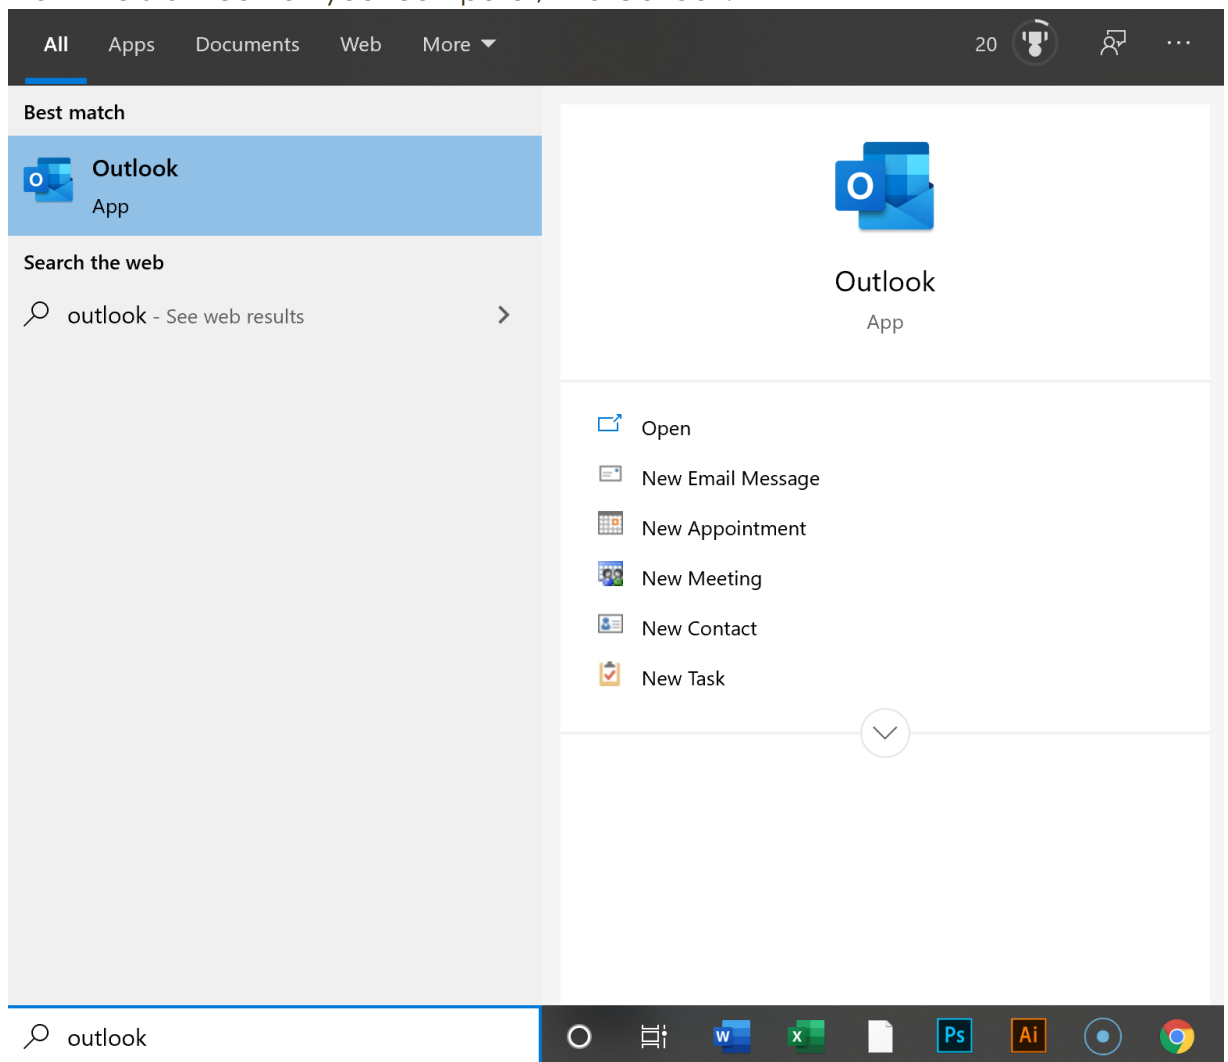 All Apps Documents Web More 20
Best match
Outlook
App
Search the web
outlook - See web results
Outlook
App
Open
New Email Message
New Appointment
New Meeting
New Contact
New Task
outlook